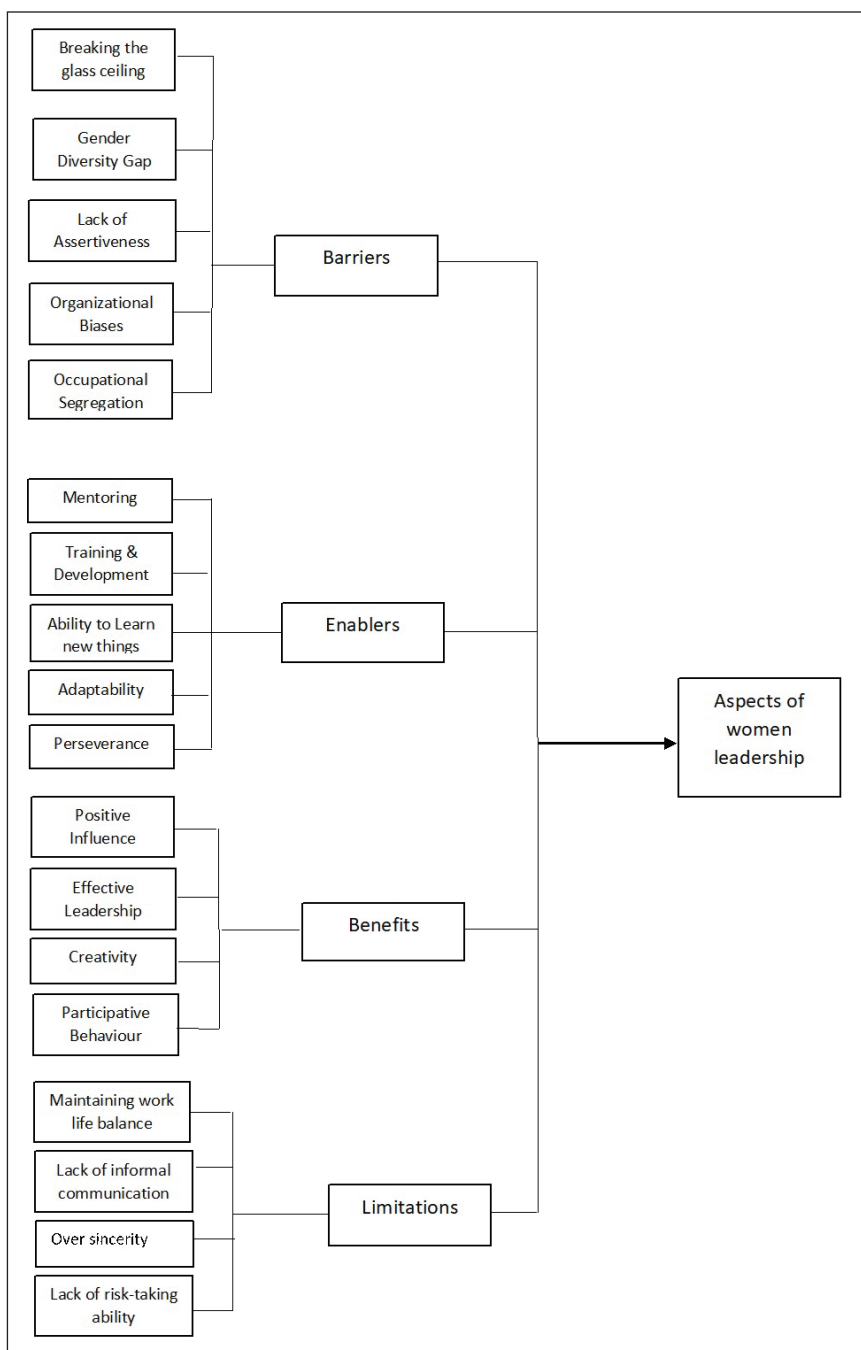 Breaking the
glass ceiling
Gender
Diversity Gap
Lack of
Assertiveness
Organizational
Biases
Occupational
Segregation
Barriers
Mentoring
Training &
Development
Ability to Learn
new things
Adaptability
Perseverance
Enablers
Positive
Influence
Effective
Leadership
Creativity
Participative
Behaviour
Benefits
Maintaining work
life balance
Lack of informal
communication
Over sincerity
Lack of risk-taking
ability
Limitations
Aspects of
women
leadership